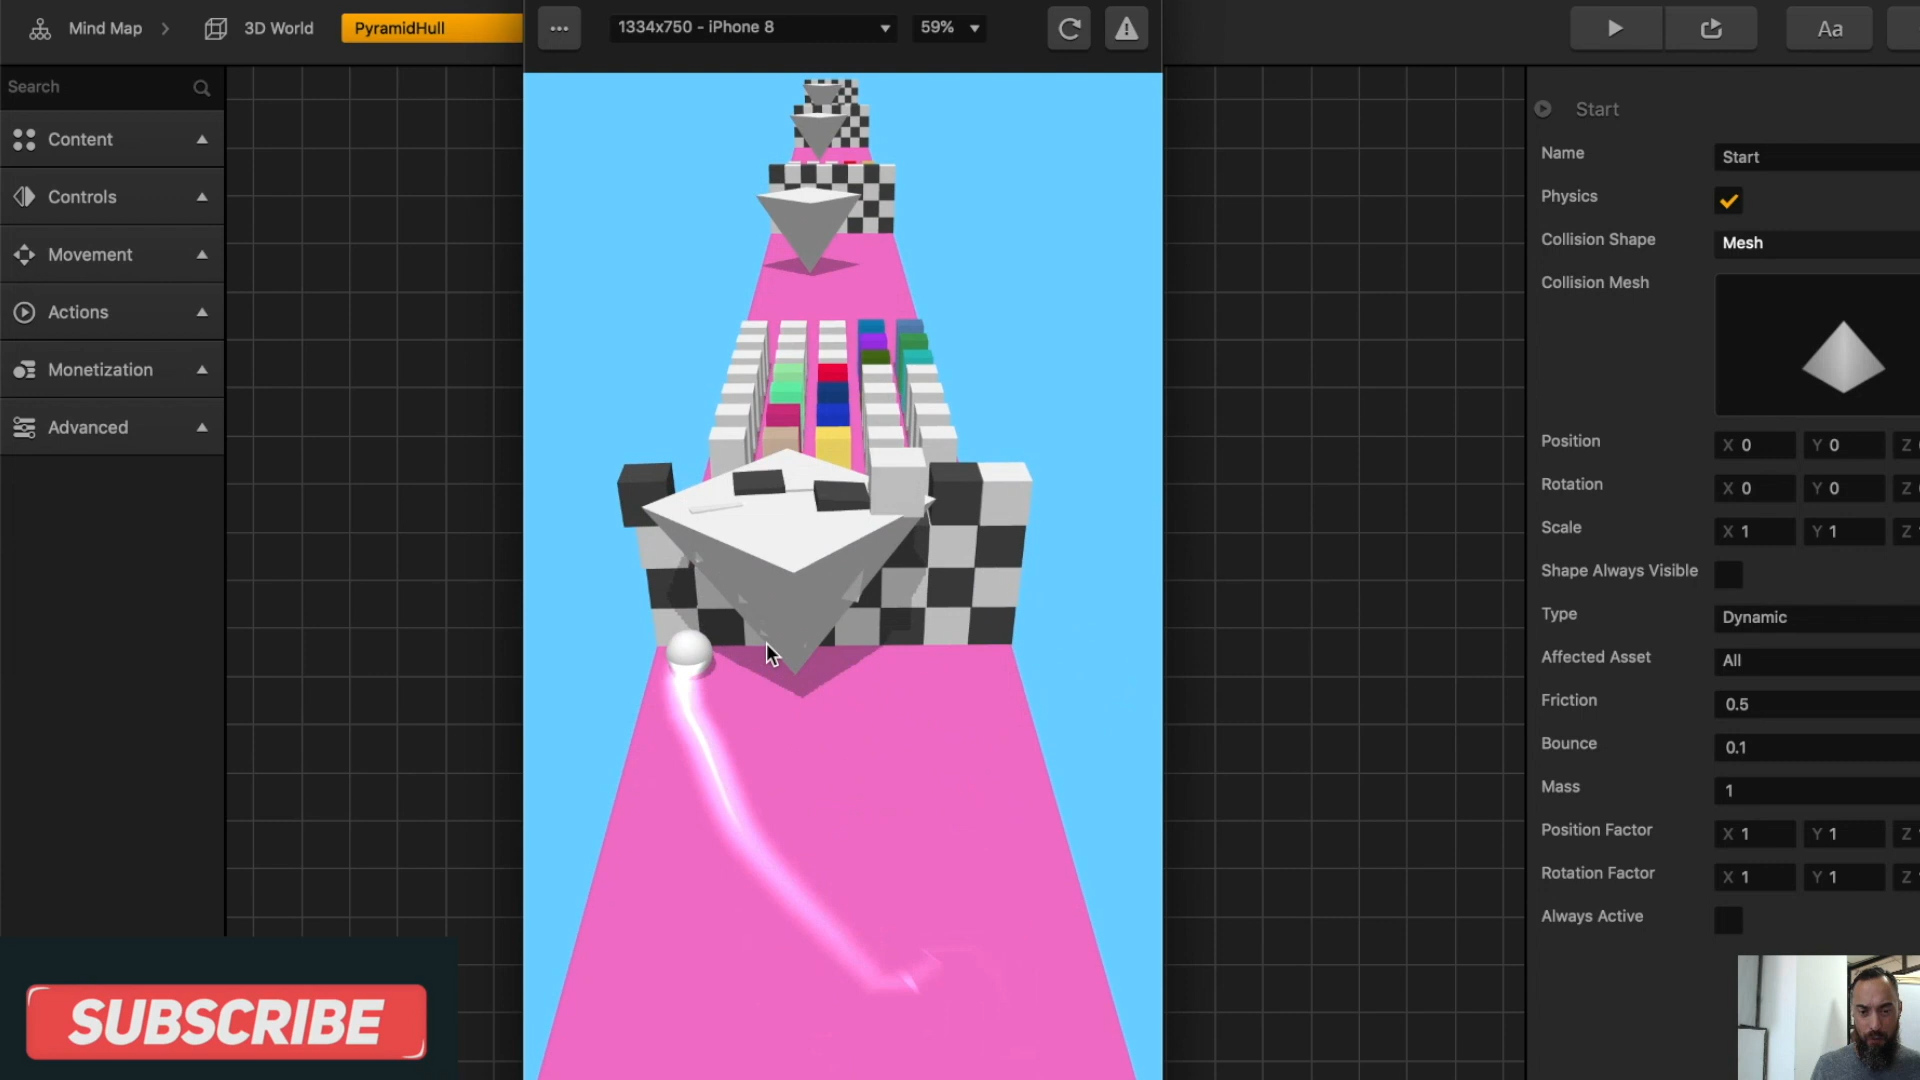 Mind Map
3D World
PyramidHull
...
1334x750 - iPhone 8
59%
Aa
Search
Content
Controls
Movement
Actions
Monetization
Advanced
Start
Name
Start
Physics
Collision Shape
Mesh
Collision Mesh
Position
X 0
Y 0
Z
Rotation
X 0
Y 0
Z
Scale
X 1
Y 1
Z
Shape Always Visible
Type
Dynamic
Affected Asset
All
Friction
0.5
Bounce
0.1
Mass
1
Position Factor
X 1
Y 1
Z
Rotation Factor
X 1
Y 1
Z
Always Active
SUBSCRIBE